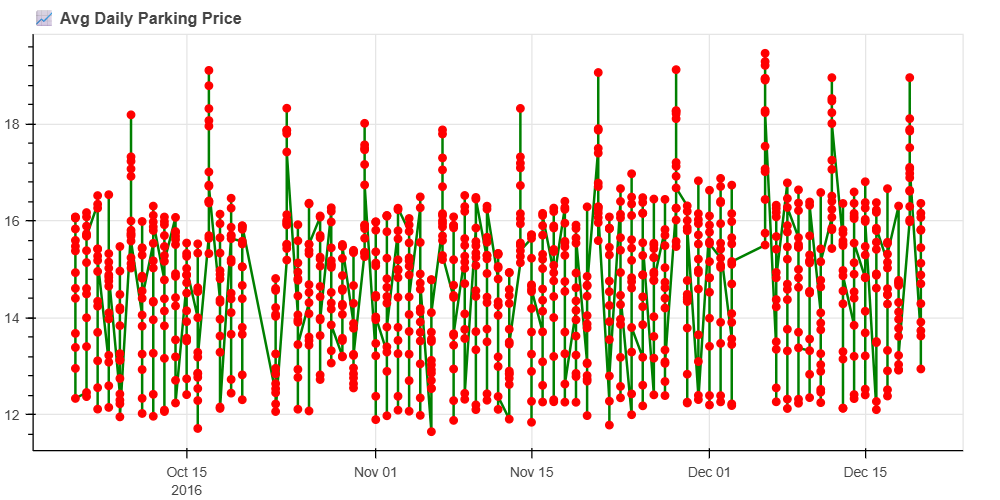 📈 Avg Daily Parking Price
18
16
14
12
Oct 15
Nov 01
Nov 15
Dec 01
Dec 15
2016